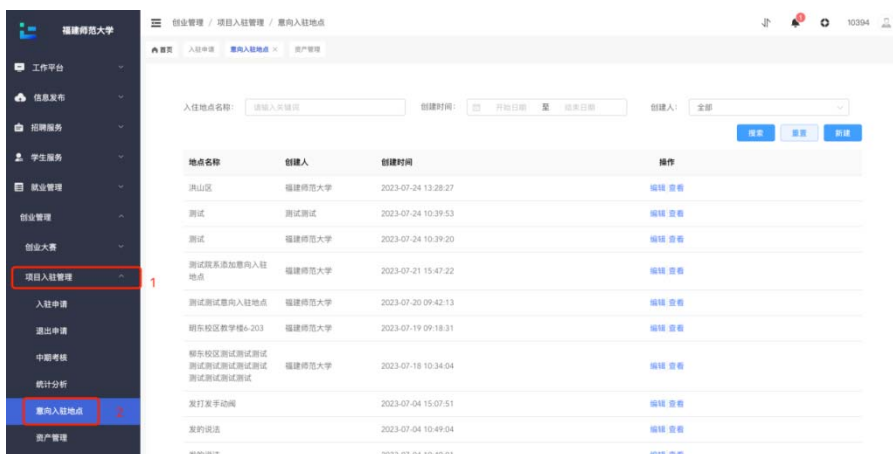 福建师范大学
创业管理 / 项目入驻管理 / 意向入驻地点
1
10394
首页 入驻申请 意向入驻地点 × 资产管理
工作平台
信息发布
招聘服务
学生服务
就业管理
创业管理
创业大赛
项目入驻管理
1
入驻申请
退出申请
中期考核
统计分析
意向入驻地点
资产管理
入住地点名称: 请输入关键词 创建时间: 开始日期 至 结束日期 创建人: 全部
搜索 重置 新建
地点名称 创建人 创建时间 操作
洪山区 福建师范大学 2023-07-24 13:28:27 编辑 查看
测试 测试测试 2023-07-24 10:39:53 编辑 查看
测试 福建师范大学 2023-07-24 10:39:20 编辑 查看
测试院系添加意向入驻
地点
福建师范大学 2023-07-21 15:47:22 编辑 查看
测试测试意向入驻地点 福建师范大学 2023-07-20 09:42:13 编辑 查看
明东校区教学楼6-203 福建师范大学 2023-07-19 09:18:31 编辑 查看
柳东校区测试测试测试
测试测试测试测试测试
测试测试测试测试
福建师范大学 2023-07-18 10:34:04 编辑 查看
发打发手动阀 2023-07-04 15:07:51 编辑 查看
发的说法 2023-07-04 10:49:04 编辑 查看